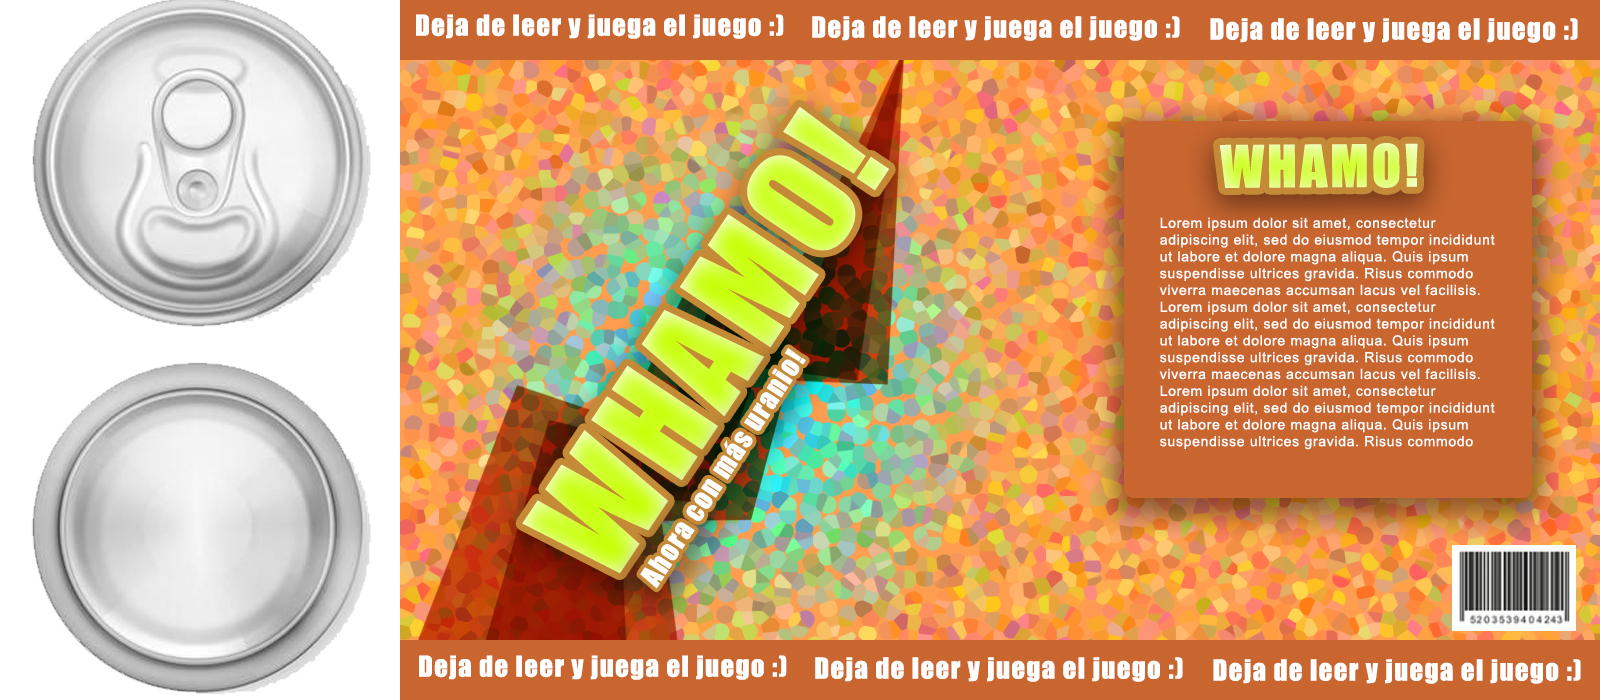 Deja de leer y juega el juego :)
Deja de leer y juega el juego :)
Deja de leer y juega el juego :)
WHAMO!
Ahora con más uranio!
WHAMO!
Lorem ipsum dolor sit amet, consectetur
adipiscing elit, sed do eiusmod tempor incididunt
ut labore et dolore magna aliqua. Quis ipsum
suspendisse ultrices gravida. Risus commodo
viverra maecenas accumsan lacus vel facilisis.
Lorem ipsum dolor sit amet, consectetur
adipiscing elit, sed do eiusmod tempor incididunt
ut labore et dolore magna aliqua. Quis ipsum
suspendisse ultrices gravida. Risus commodo
viverra maecenas accumsan lacus vel facilisis.
Lorem ipsum dolor sit amet, consectetur
adipiscing elit, sed do eiusmod tempor incididunt
ut labore et dolore magna aliqua. Quis ipsum
suspendisse ultrices gravida. Risus commodo
5203539404243
Deja de leer y juega el juego :)
Deja de leer y juega el juego :)
Deja de leer y juega el juego :)